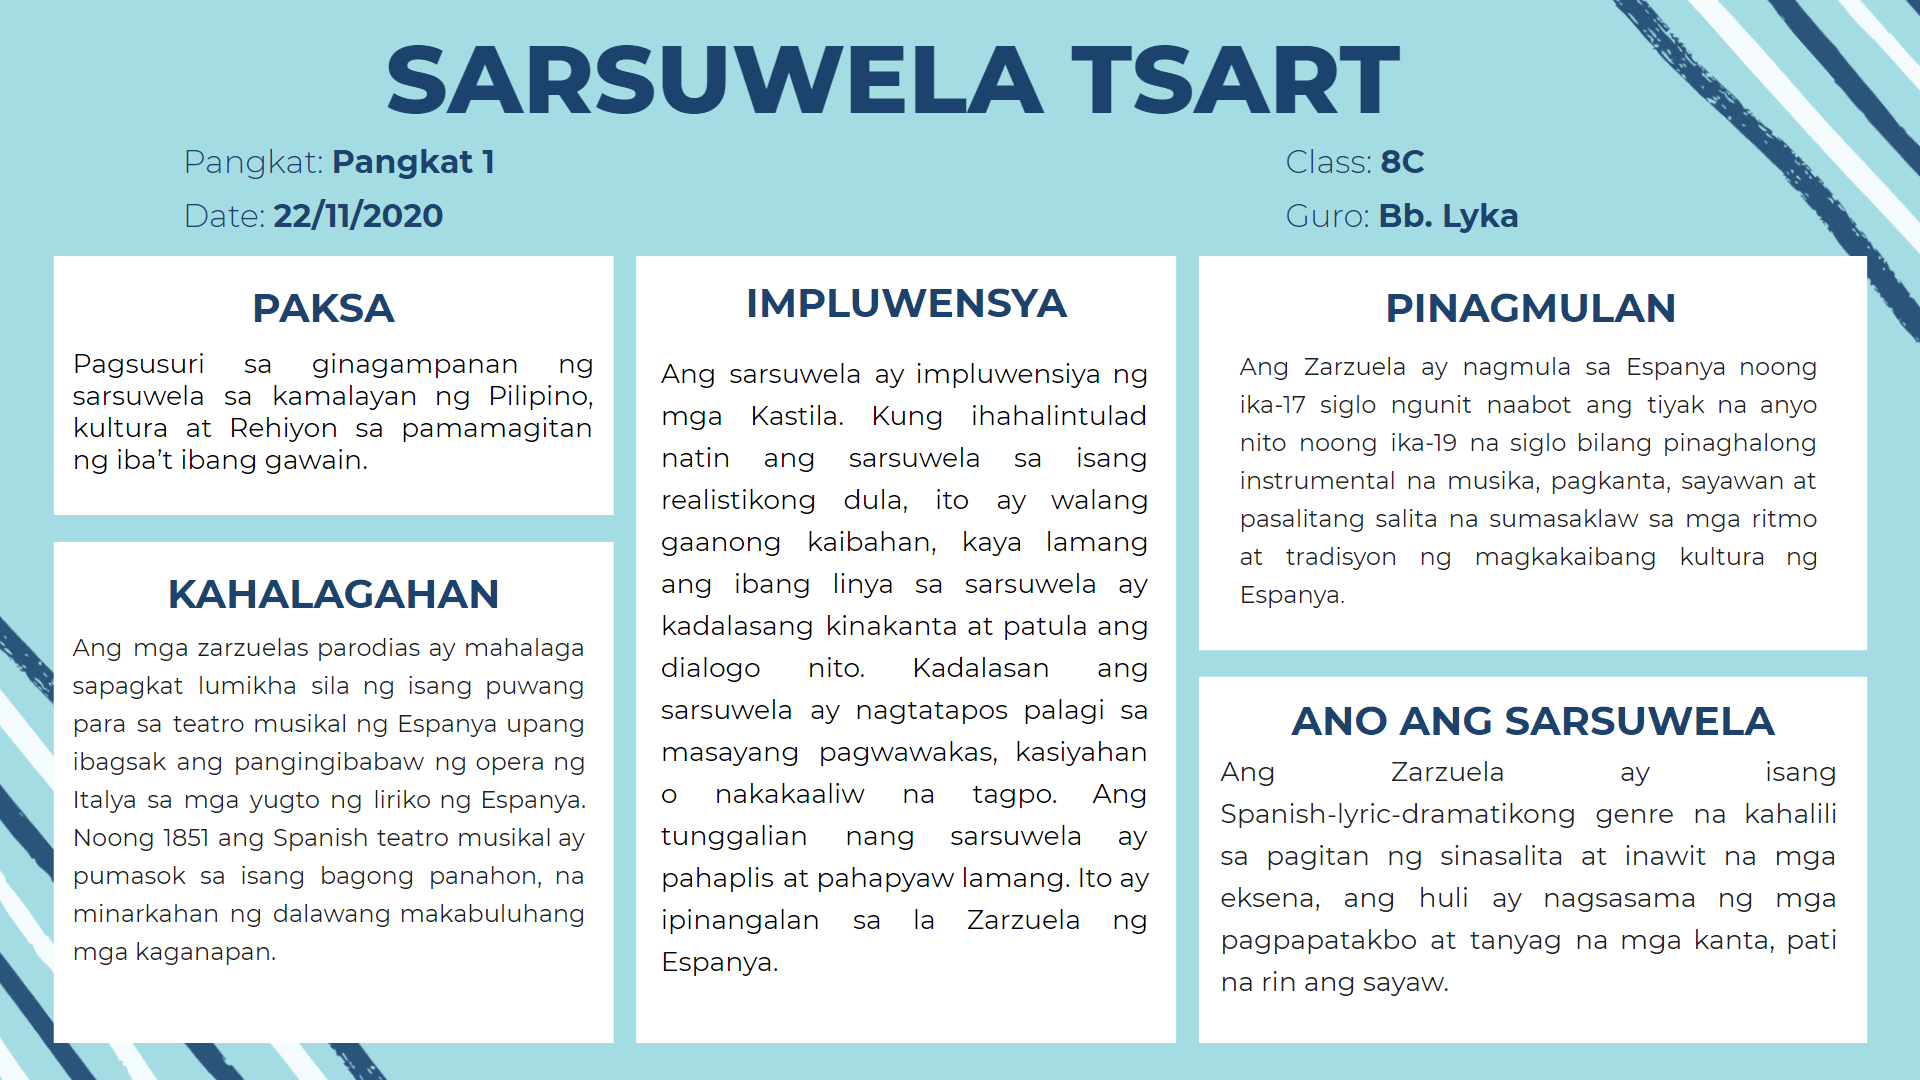 SARSUWELA TSART
Pangkat: Pangkat 1
Date: 22/11/2020
Class: 8C
Guro: Bb. Lyka
PAKSA
Pagsusuri sa ginagampanan ng
sarsuwela sa kamalayan ng Pilipino,
kultura at Rehiyon sa pamamagitan
ng iba’t ibang gawain.
KAHALAGAHAN
Ang mga zarzuelas parodias ay mahalaga
sapagkat lumikha sila ng isang puwang
para sa teatro musikal ng Espanya upang
ibagsak ang pangingibabaw ng opera ng
Italya sa mga yugto ng liriko ng Espanya.
Noong 1851 ang Spanish teatro musikal ay
pumasok sa isang bagong panahon, na
minarkahan ng dalawang makabuluhang
mga kaganapan.
IMPLUWENSYA
Ang sarsuwela ay impluwensiya ng
mga Kastila. Kung ihahalintulad
natin ang sarsuwela sa isang
realistikong dula, ito ay walang
gaanong kaibahan, kaya lamang
ang ibang linya sa sarsuwela ay
kadalasang kinakanta at patula ang
dialogo nito. Kadalasan ang
sarsuwela ay nagtatapos palagi sa
masayang pagwawakas, kasiyahan
o nakakaaliw na tagpo. Ang
tunggalian nang sarsuwela ay
pahaplis at pahapyaw lamang. Ito ay
ipinangalan sa la Zarzuela ng
Espanya.
PINAGMULAN
Ang Zarzuela ay nagmula sa Espanya noong
ika-17 siglo ngunit naabot ang tiyak na anyo
nito noong ika-19 na siglo bilang pinaghalong
instrumental na musika, pagkanta, sayawan at
pasalitang salita na sumasaklaw sa mga ritmo
at tradisyon ng magkakaibang kultura ng
Espanya.
ANO ANG SARSUWELA
Ang Zarzuela ay isang
Spanish-lyric-dramatikong genre na kahalili
sa pagitan ng sinasalita at inawit na mga
eksena, ang huli ay nagsasama ng mga
pagpapatakbo at tanyag na mga kanta, pati
na rin ang sayaw.